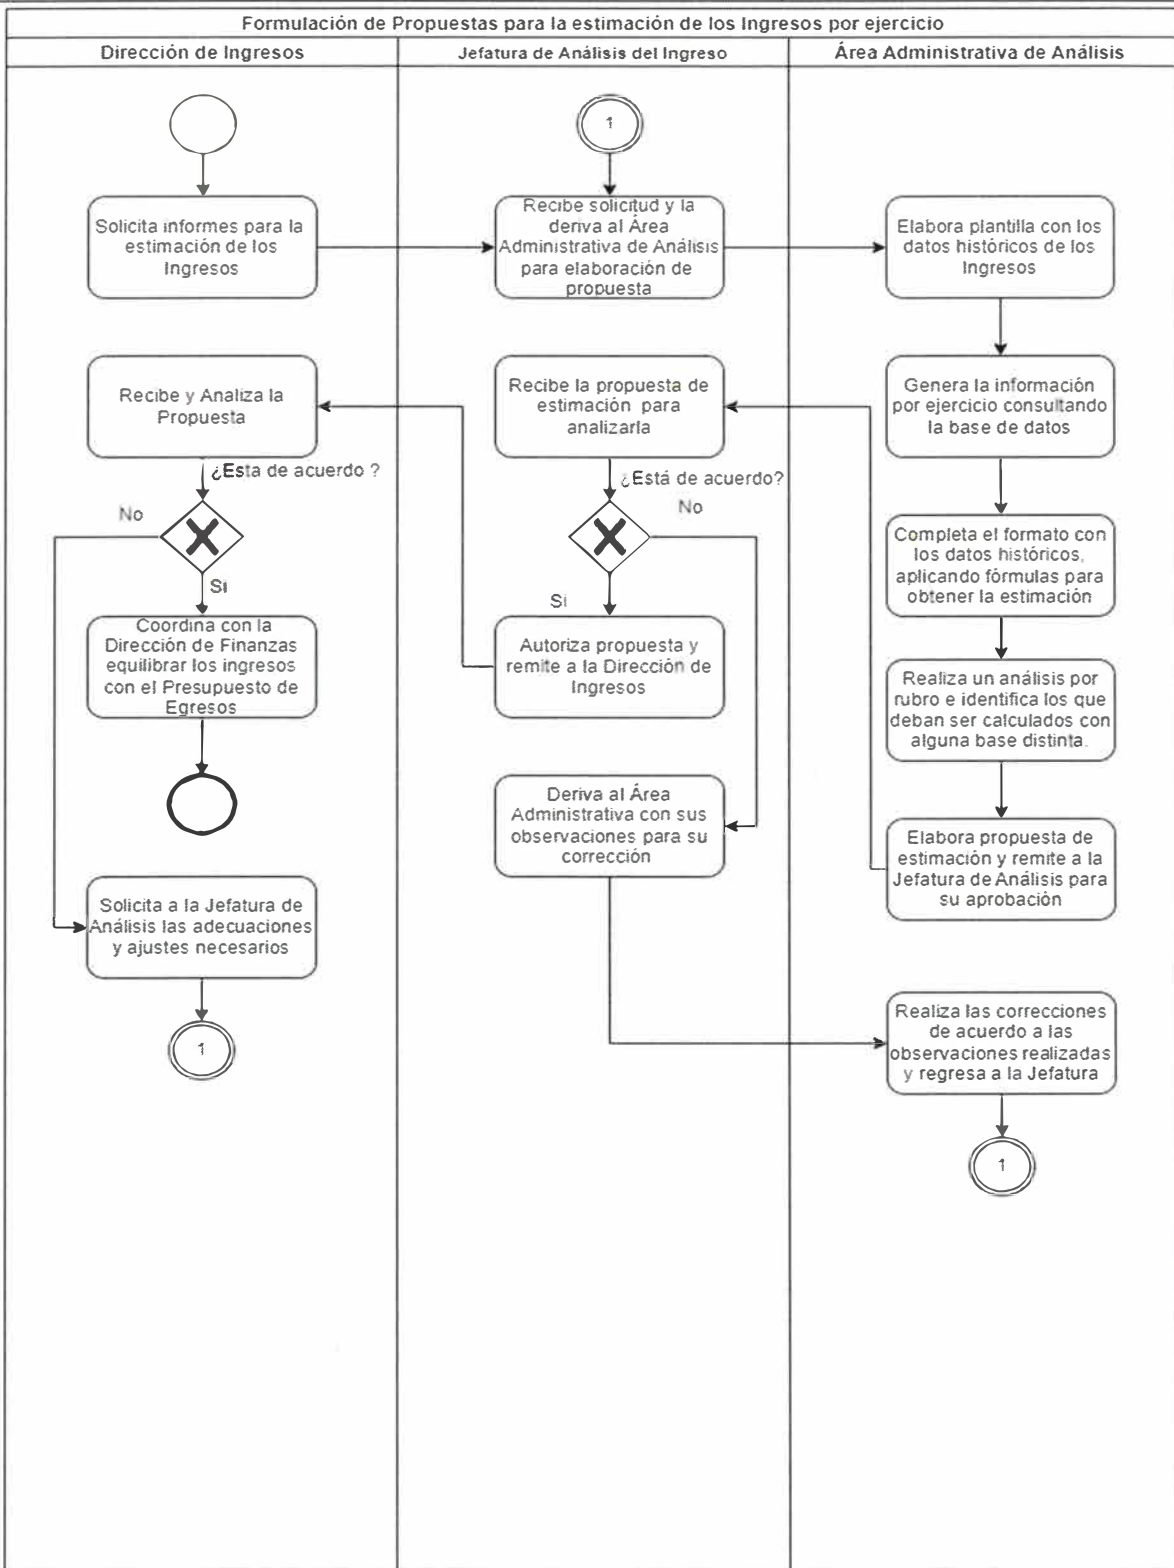 Formulación de Propuestas para la estimación de los Ingresos por ejercicio
Dirección de Ingresos
Jefatura de Análisis del Ingreso
Área Administrativa de Análisis
1
Solicita informes para la
estimación de los
Ingresos
Recibe solicitud y la
deriva al Área
Administrativa de Análisis
para elaboración de
propuesta
Elabora plantilla con los
datos históricos de los
Ingresos
Recibe y Analiza la
Propuesta
Recibe la propuesta de
estimación para
analizarla
Genera la información
por ejercicio consultando
la base de datos
¿Esta de acuerdo ?
No
Si
¿Está de acuerdo?
No
Si
Completa el formato con
los datos históricos,
aplicando fórmulas para
obtener la estimación
Coordina con la
Dirección de Finanzas
equilibrar los ingresos
con el Presupuesto de
Egresos
Autoriza propuesta y
remite a la Dirección de
Ingresos
Realiza un análisis por
rubro e identifica los que
deban ser calculados con
alguna base distinta.
Deriva al Área
Administrativa con sus
observaciones para su
corrección
Elabora propuesta de
estimación y remite a la
Jefatura de Análisis para
su aprobación
Solicita a la Jefatura de
Análisis las adecuaciones
y ajustes necesarios
1
Realiza las correcciones
de acuerdo a las
observaciones realizadas
y regresa a la Jefatura
1